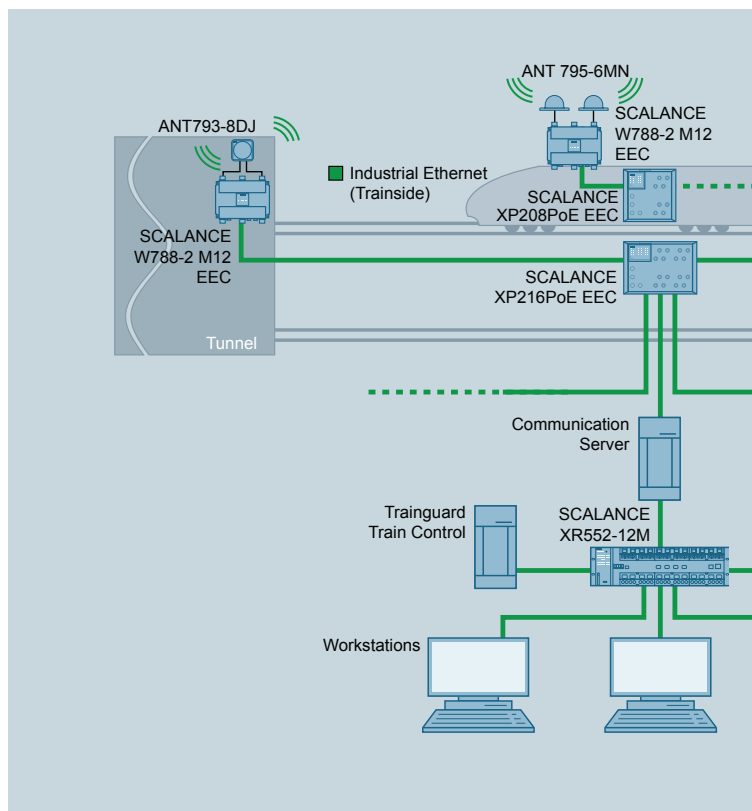 ANT 795-6MN
SCALANCE
W788-2 M12
EEC
ANT793-8DJ
Industrial Ethernet
(Trainside)
SCALANCE
XP208PoE EEC
SCALANCE
W788-2 M12
EEC
SCALANCE
XP216PoE EEC
Tunnel
Communication
Server
Trainguard
Train Control
SCALANCE
XR552-12M
Workstations